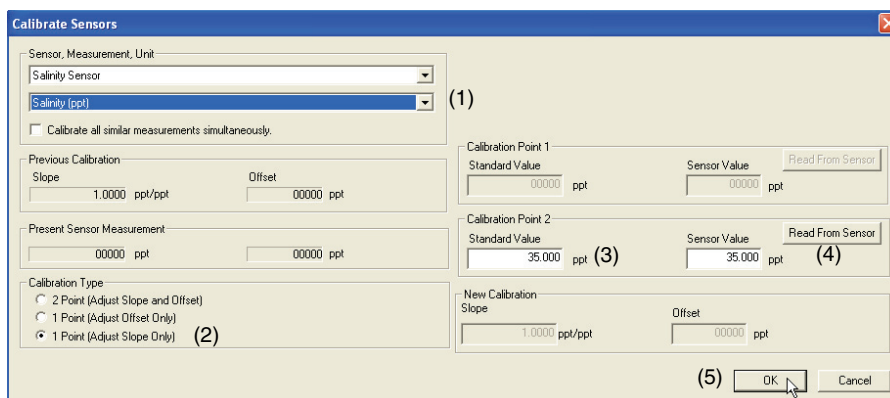 Calibrate Sensors
Sensor, Measurement, Unit
Salinity Sensor
Salinity (ppt)
(1)
Calibrate all similar measurements simultaneously.
Previous Calibration
Slope Offset
1.0000 ppt/ppt 00000 ppt
Present Sensor Measurement
00000 ppt 00000 ppt
Calibration Type
2 Point (Adjust Slope and Offset)
1 Point (Adjust Offset Only)
1 Point (Adjust Slope Only) (2)
Calibration Point 1
Standard Value Sensor Value Read From Sensor
00000 ppt 00000 ppt
Calibration Point 2
Standard Value Sensor Value Read From Sensor
35.000 ppt (3) 35.000 ppt (4)
New Calibration
Slope Offset
1.0000 ppt/ppt 00000 ppt
(5) OK Cancel